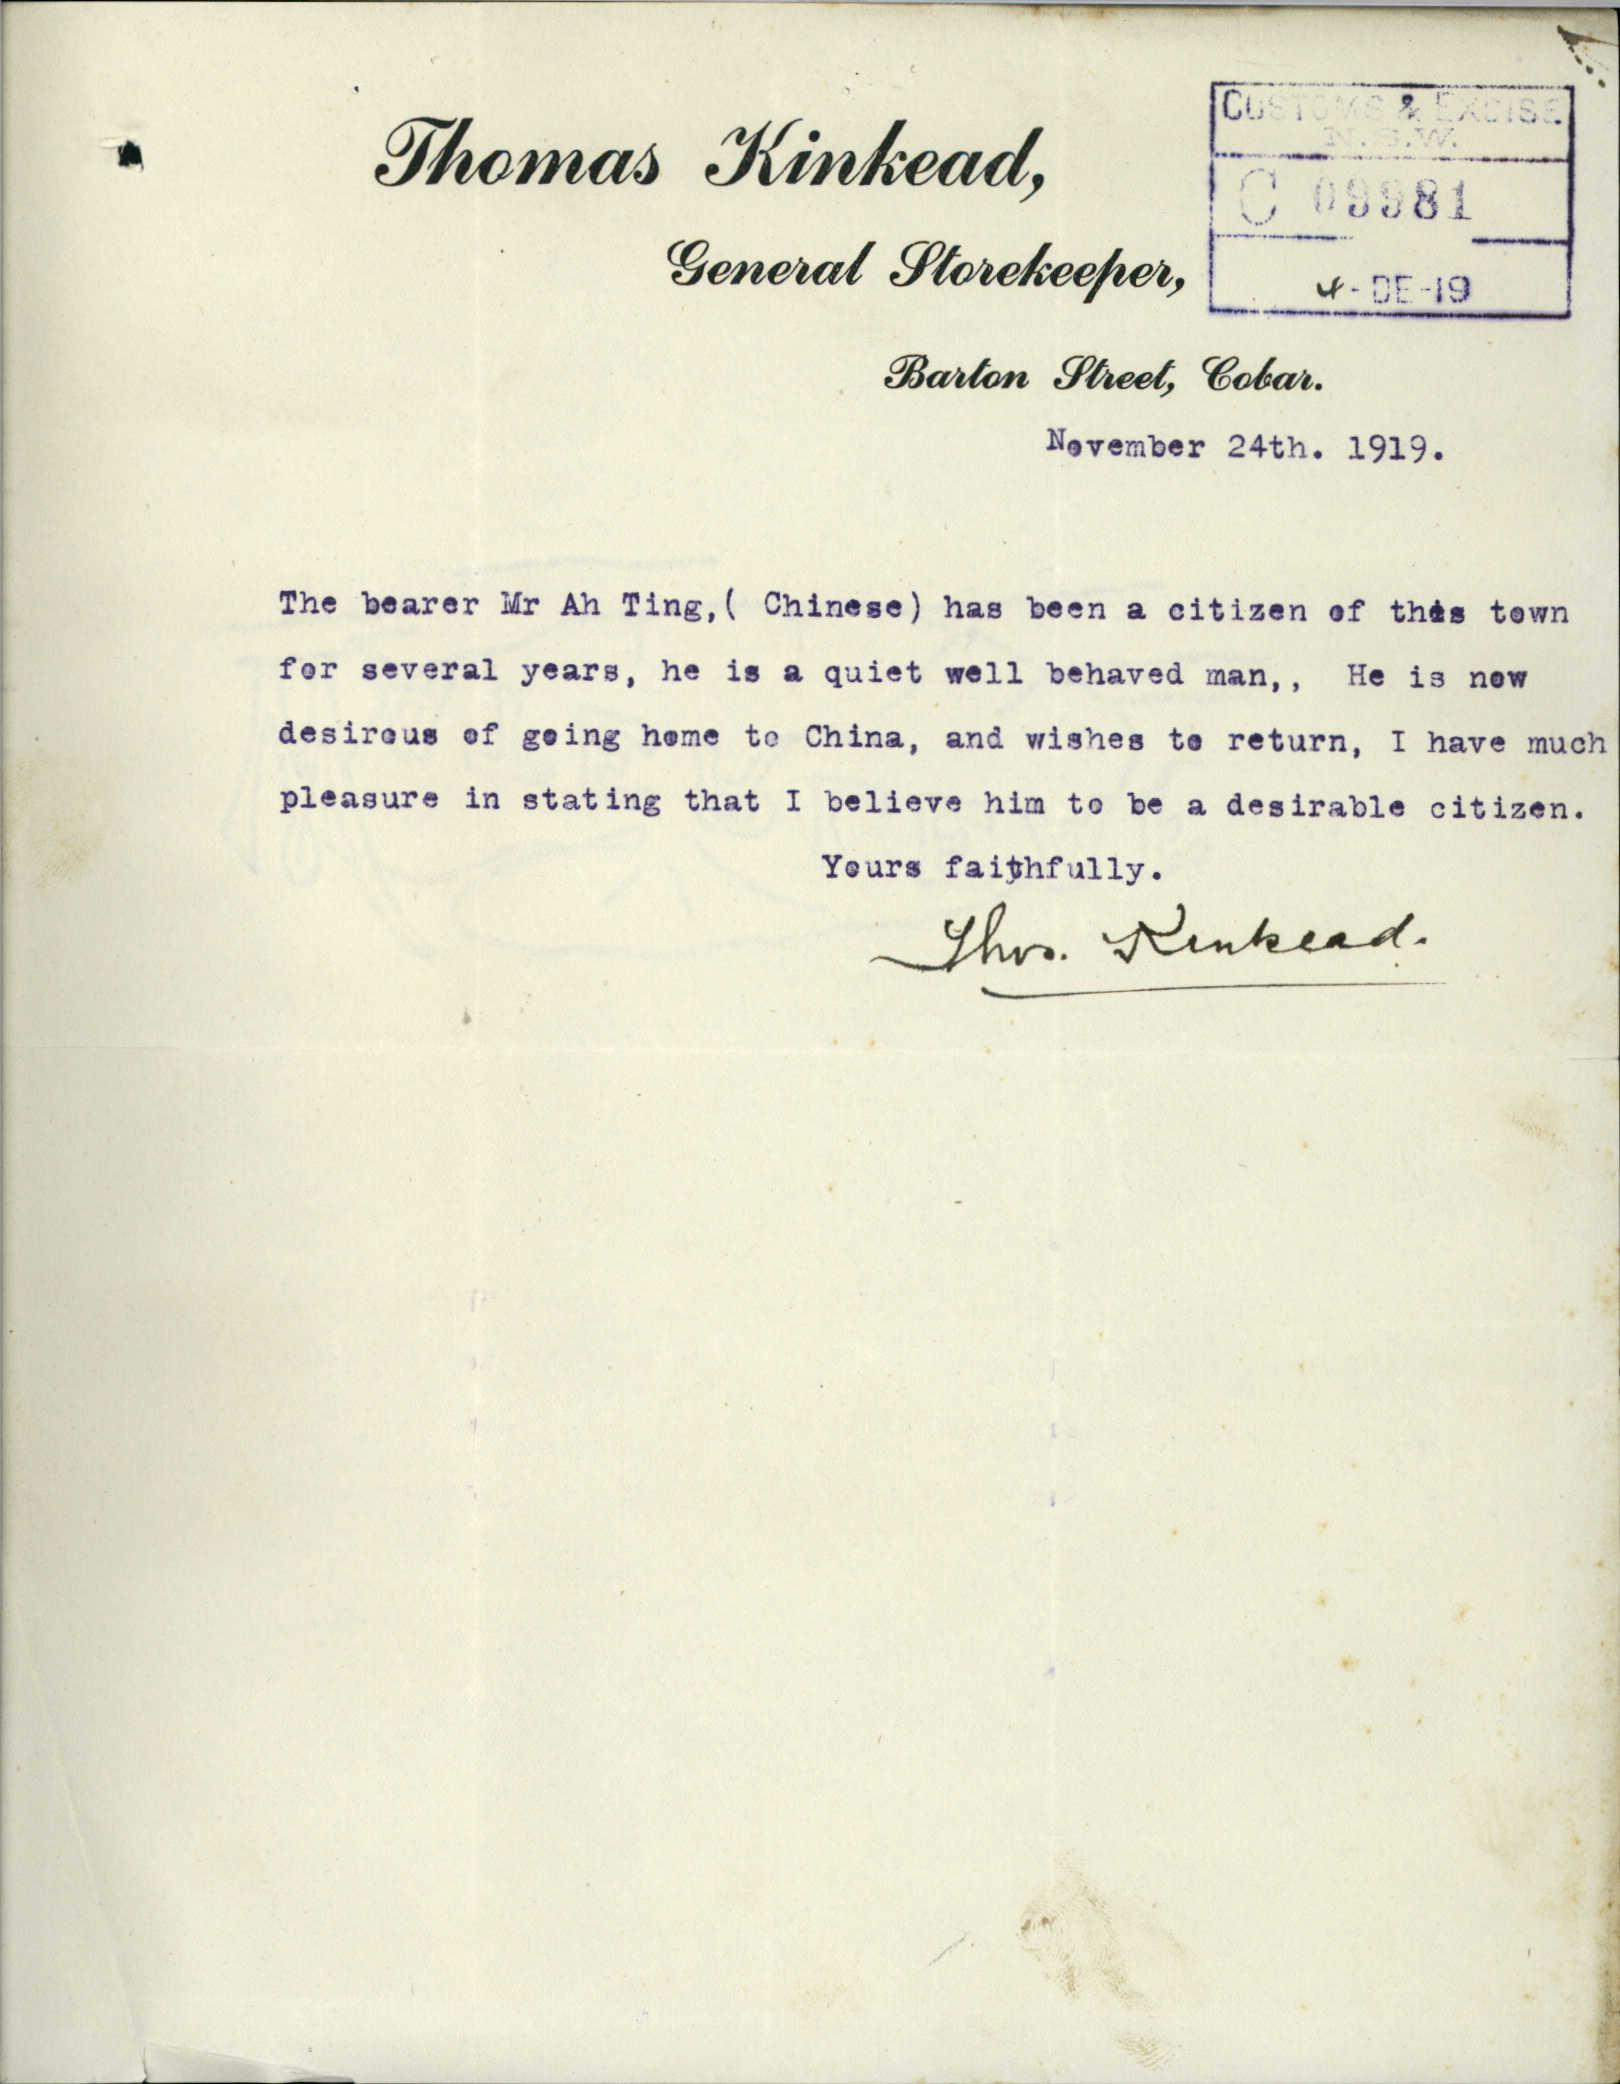 Thomas Kinkead,
General Storekeeper,
Barton Street, Cobar.
CUSTOMS & EXCISE
N.S.W.
C 09981
4-DE-19
November 24th. 1919.
The bearer Mr Ah Ting,( Chinese) has been a citizen of this town
for several years, he is a quiet well behaved man,, He is now
desirous of going home to China, and wishes to return, I have much
pleasure in stating that I believe him to be a desirable citizen.
Yours faithfully.
Thos. Kinkead.